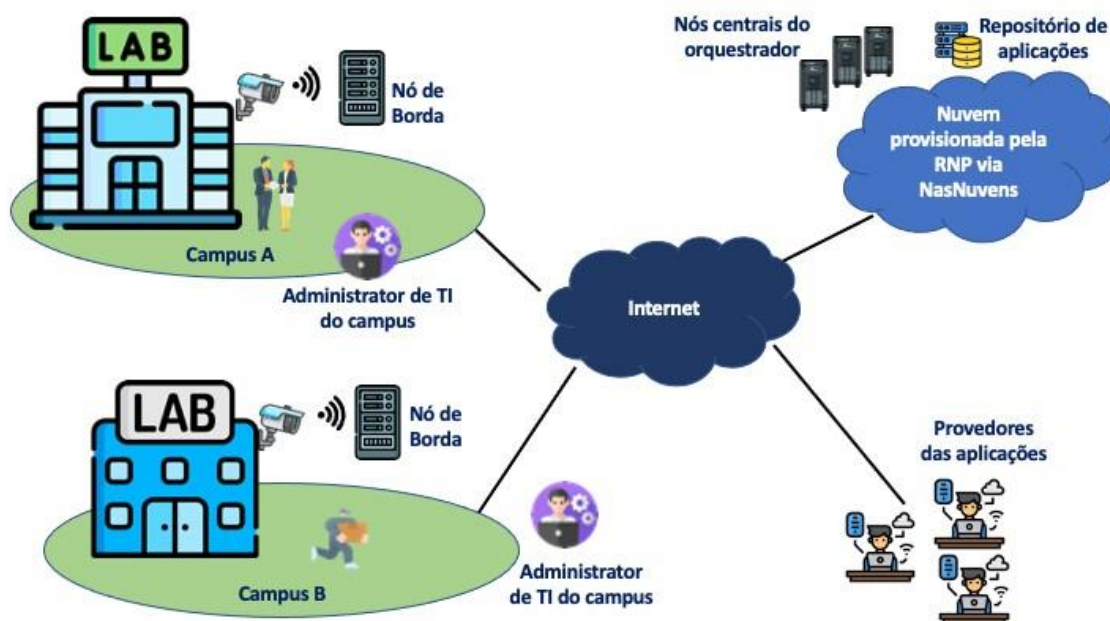 LAB
Nó de
Borda
Campus A
Administrator de TI
do campus
LAB
Nó de
Borda
Campus B
Administrator
de TI do campus
Internet
Nós centrais do
orquestrador
Repositório de
aplicações
Nuvem
provisionada pela
RNP via
NasNuvens
Provedores
das aplicações